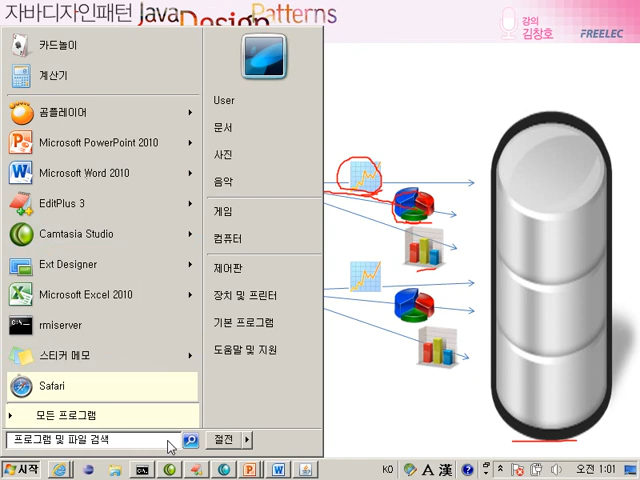 자바디자인패턴 Java Design Patterns
강의
김창호
FREELEC
카드놀이
계산기
곰플레이어
Microsoft PowerPoint 2010
Microsoft Word 2010
EditPlus 3
Camtasia Studio
Ext Designer
Microsoft Excel 2010
rmiserver
스티커 메모
Safari
모든 프로그램
프로그램 및 파일 검색
User
문서
사진
음악
게임
컴퓨터
제어판
장치 및 프린터
기본 프로그램
도움말 및 지원
절전
시작
KO
A 漢
오전 1:01